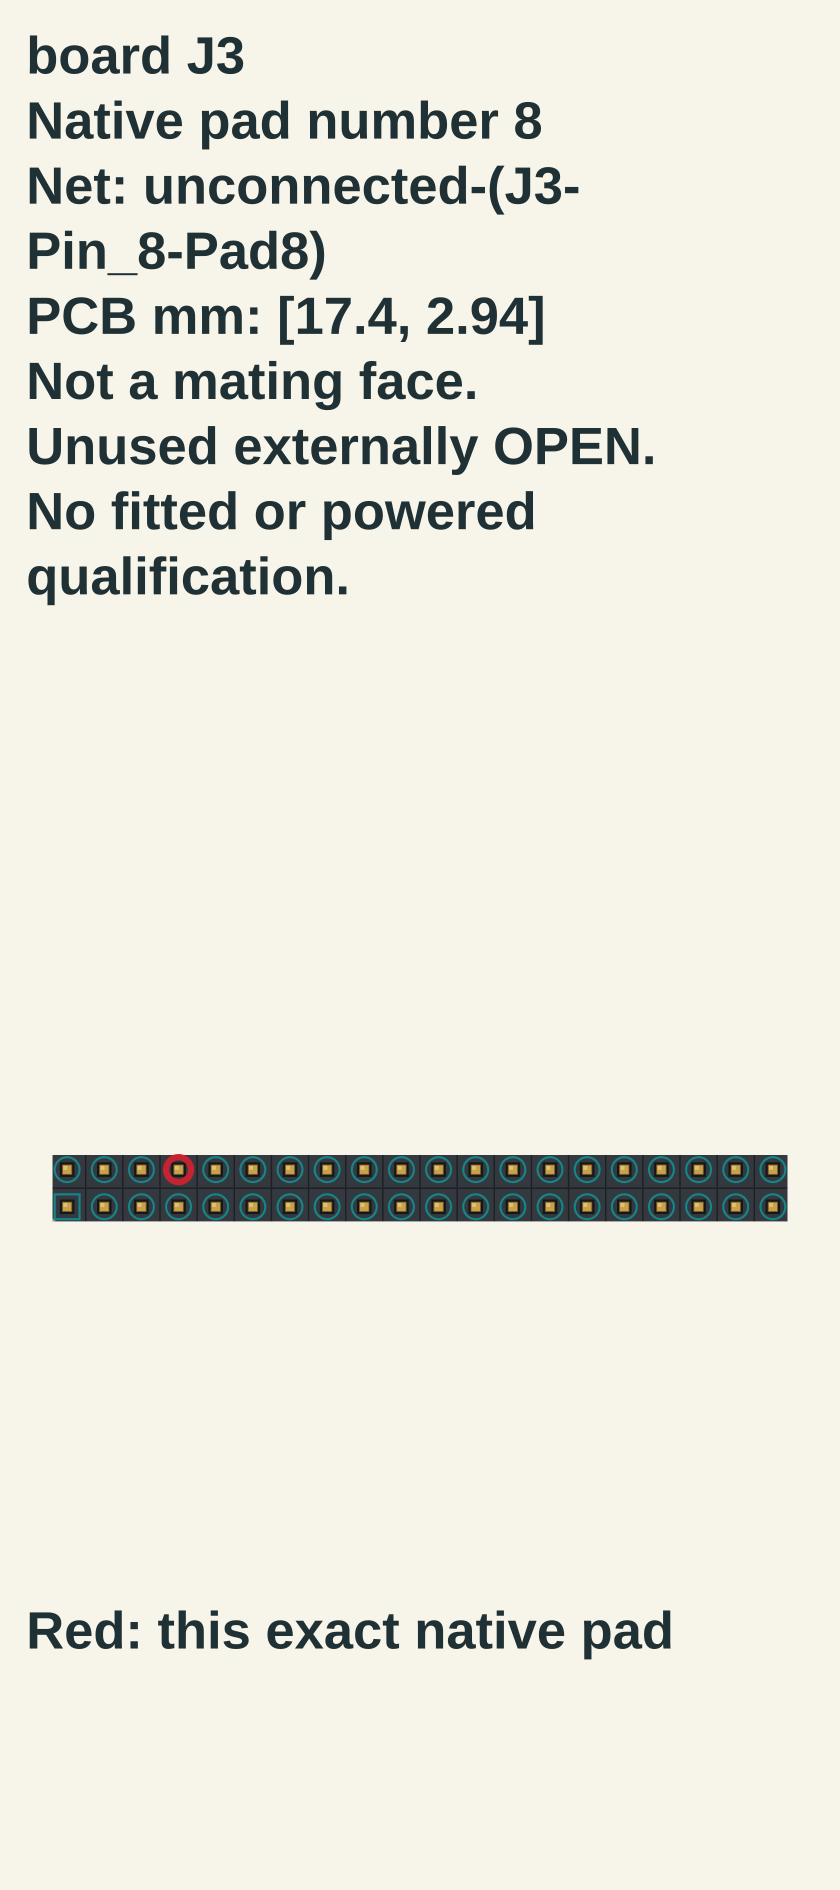 board J3
Native pad number 8
Net: unconnected-(J3-
Pin_8-Pad8)
PCB mm: [17.4, 2.94]
Not a mating face.
Unused externally OPEN.
No fitted or powered
qualification.
Red: this exact native pad